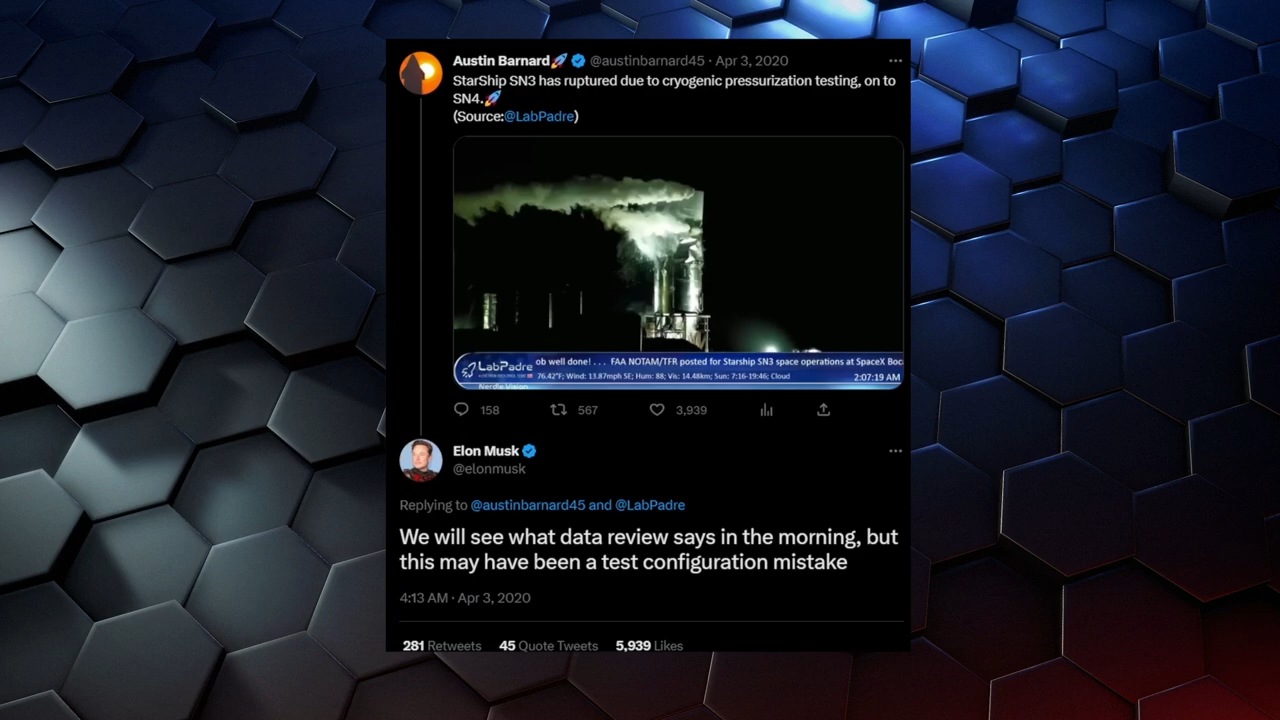 Austin Barnard🚀 @austinbarnard45 · Apr 3, 2020
StarShip SN3 has ruptured due to cryogenic pressurization testing, on to
SN4.🚀
(Source:@LabPadre)
ob well done! . . . FAA NOTAM/TFR posted for Starship SN3 space operations at SpaceX Boc
LabPadre
76.42°F; Wind: 13.87mph SE; Hum: 88; Vis: 14.48km; Sun: 7:16-19:46; Cloud
2:07:19 AM
Nerdle Vision
158 567 3,939
Elon Musk
@elonmusk
Replying to @austinbarnard45 and @LabPadre
We will see what data review says in the morning, but
this may have been a test configuration mistake
4:13 AM · Apr 3, 2020
281 Retweets 45 Quote Tweets 5,939 Likes